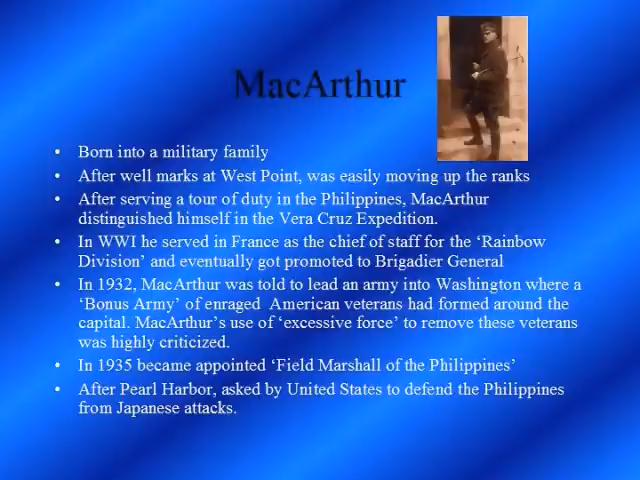 MacArthur
• Born into a military family
• After well marks at West Point, was easily moving up the ranks
• After serving a tour of duty in the Philippines, MacArthur
distinguished himself in the Vera Cruz Expedition.
• In WWI he served in France as the chief of staff for the ‘Rainbow
Division’ and eventually got promoted to Brigadier General
• In 1932, MacArthur was told to lead an army into Washington where a
‘Bonus Army’ of enraged  American veterans had formed around the
capital. MacArthur’s use of ‘excessive force’ to remove these veterans
was highly criticized.
• In 1935 became appointed ‘Field Marshall of the Philippines’
• After Pearl Harbor, asked by United States to defend the Philippines
from Japanese attacks.